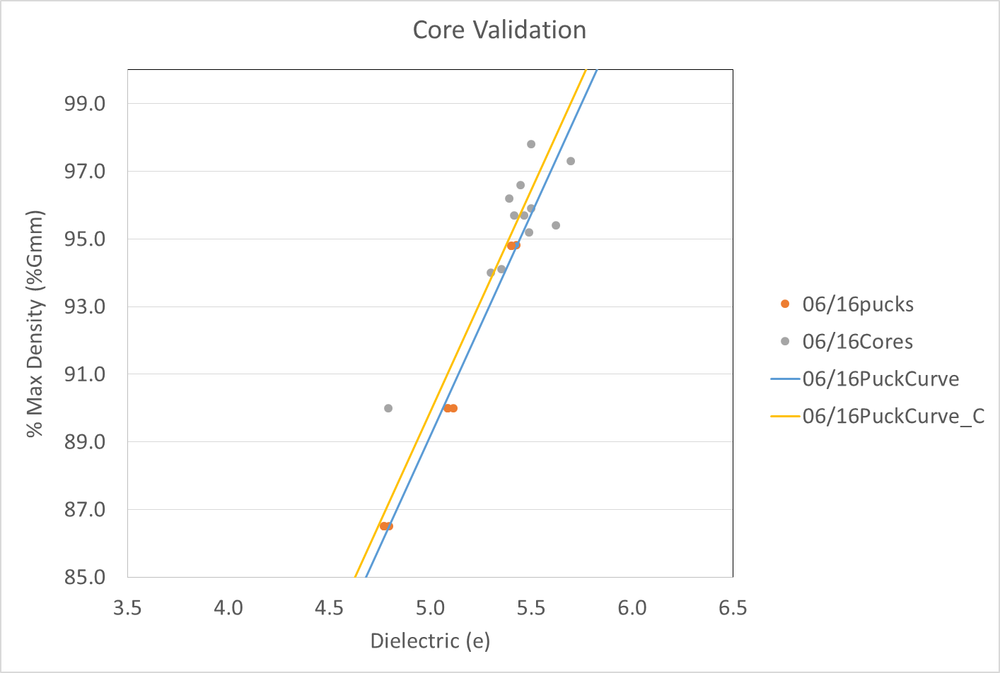 Core Validation
99.0
97.0
95.0
93.0
91.0
89.0
87.0
85.0
% Max Density (%Gmm)
3.5 4.0 4.5 5.0 5.5 6.0 6.5
Dielectric (e)
06/16pucks
06/16Cores
06/16PuckCurve
06/16PuckCurve_C